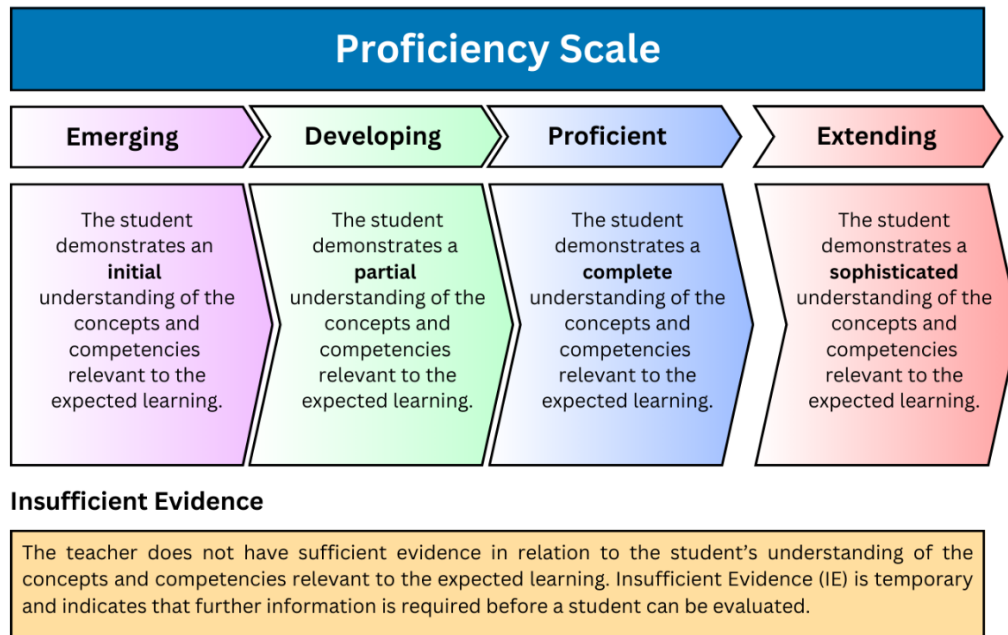 Proficiency Scale
Emerging
Developing
Proficient
Extending
The student
demonstrates an
initial
understanding of the
concepts and
competencies
relevant to the
expected learning.
The student
demonstrates a
partial
understanding of the
concepts and
competencies
relevant to the
expected learning.
The student
demonstrates a
complete
understanding of the
concepts and
competencies
relevant to the
expected learning.
The student
demonstrates a
sophisticated
understanding of the
concepts and
competencies
relevant to the
expected learning.
Insufficient Evidence
The teacher does not have sufficient evidence in relation to the student’s understanding of the
concepts and competencies relevant to the expected learning. Insufficient Evidence (IE) is temporary
and indicates that further information is required before a student can be evaluated.